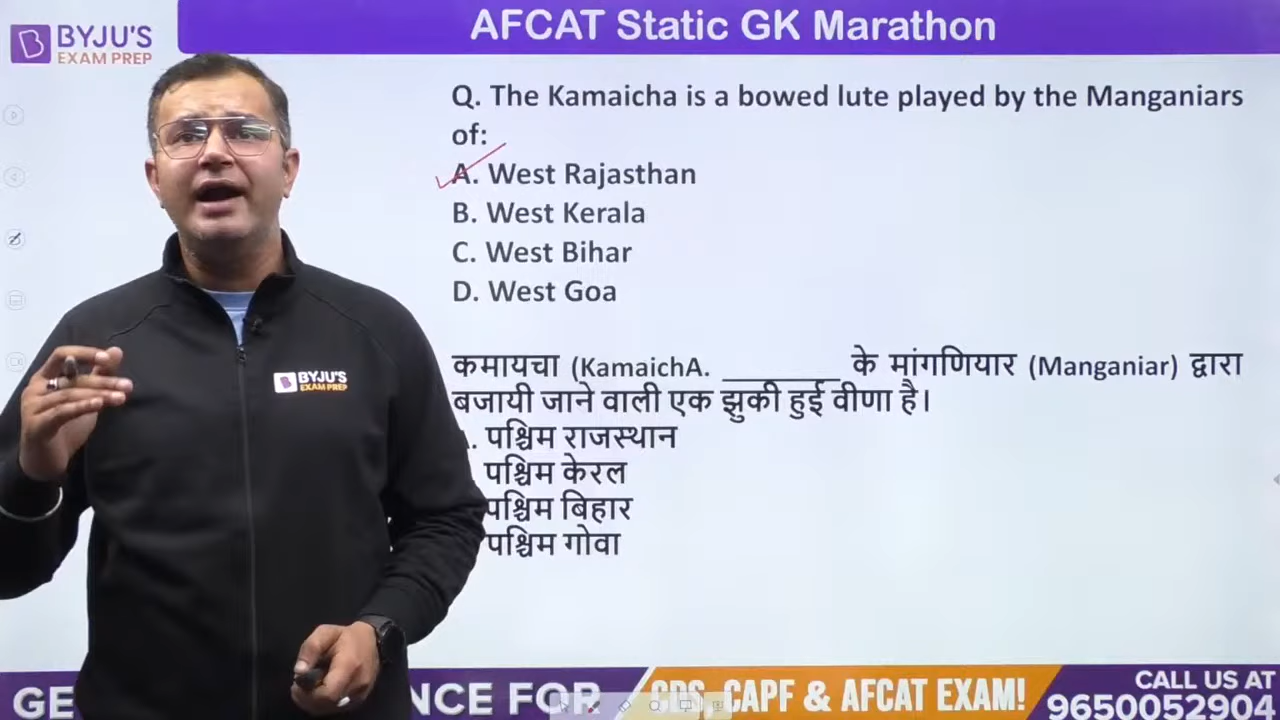 AFCAT Static GK Marathon
BYJU'S
EXAM PREP
Q. The Kamaicha is a bowed lute played by the Manganiars
of:
A. West Rajasthan
B. West Kerala
C. West Bihar
D. West Goa
कमायचा (KamaichA. ________ के मांगणियार (Manganiar) द्वारा
बजायी जाने वाली एक झुकी हुई वीणा है।
पश्चिम राजस्थान
पश्चिम केरल
पश्चिम बिहार
पश्चिम गोवा
BYJU'S
EXAM PREP
NCE FOR
CDS, CAPF & AFCAT EXAM!
CALL US AT
9650052904